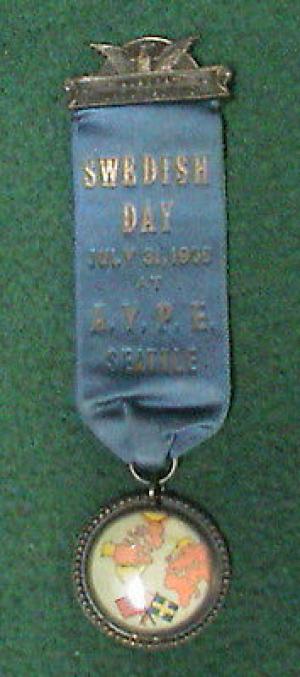 SWEDISH
DAY
JULY 31, 1909
AT
A. Y. P. E.
SEATTLE